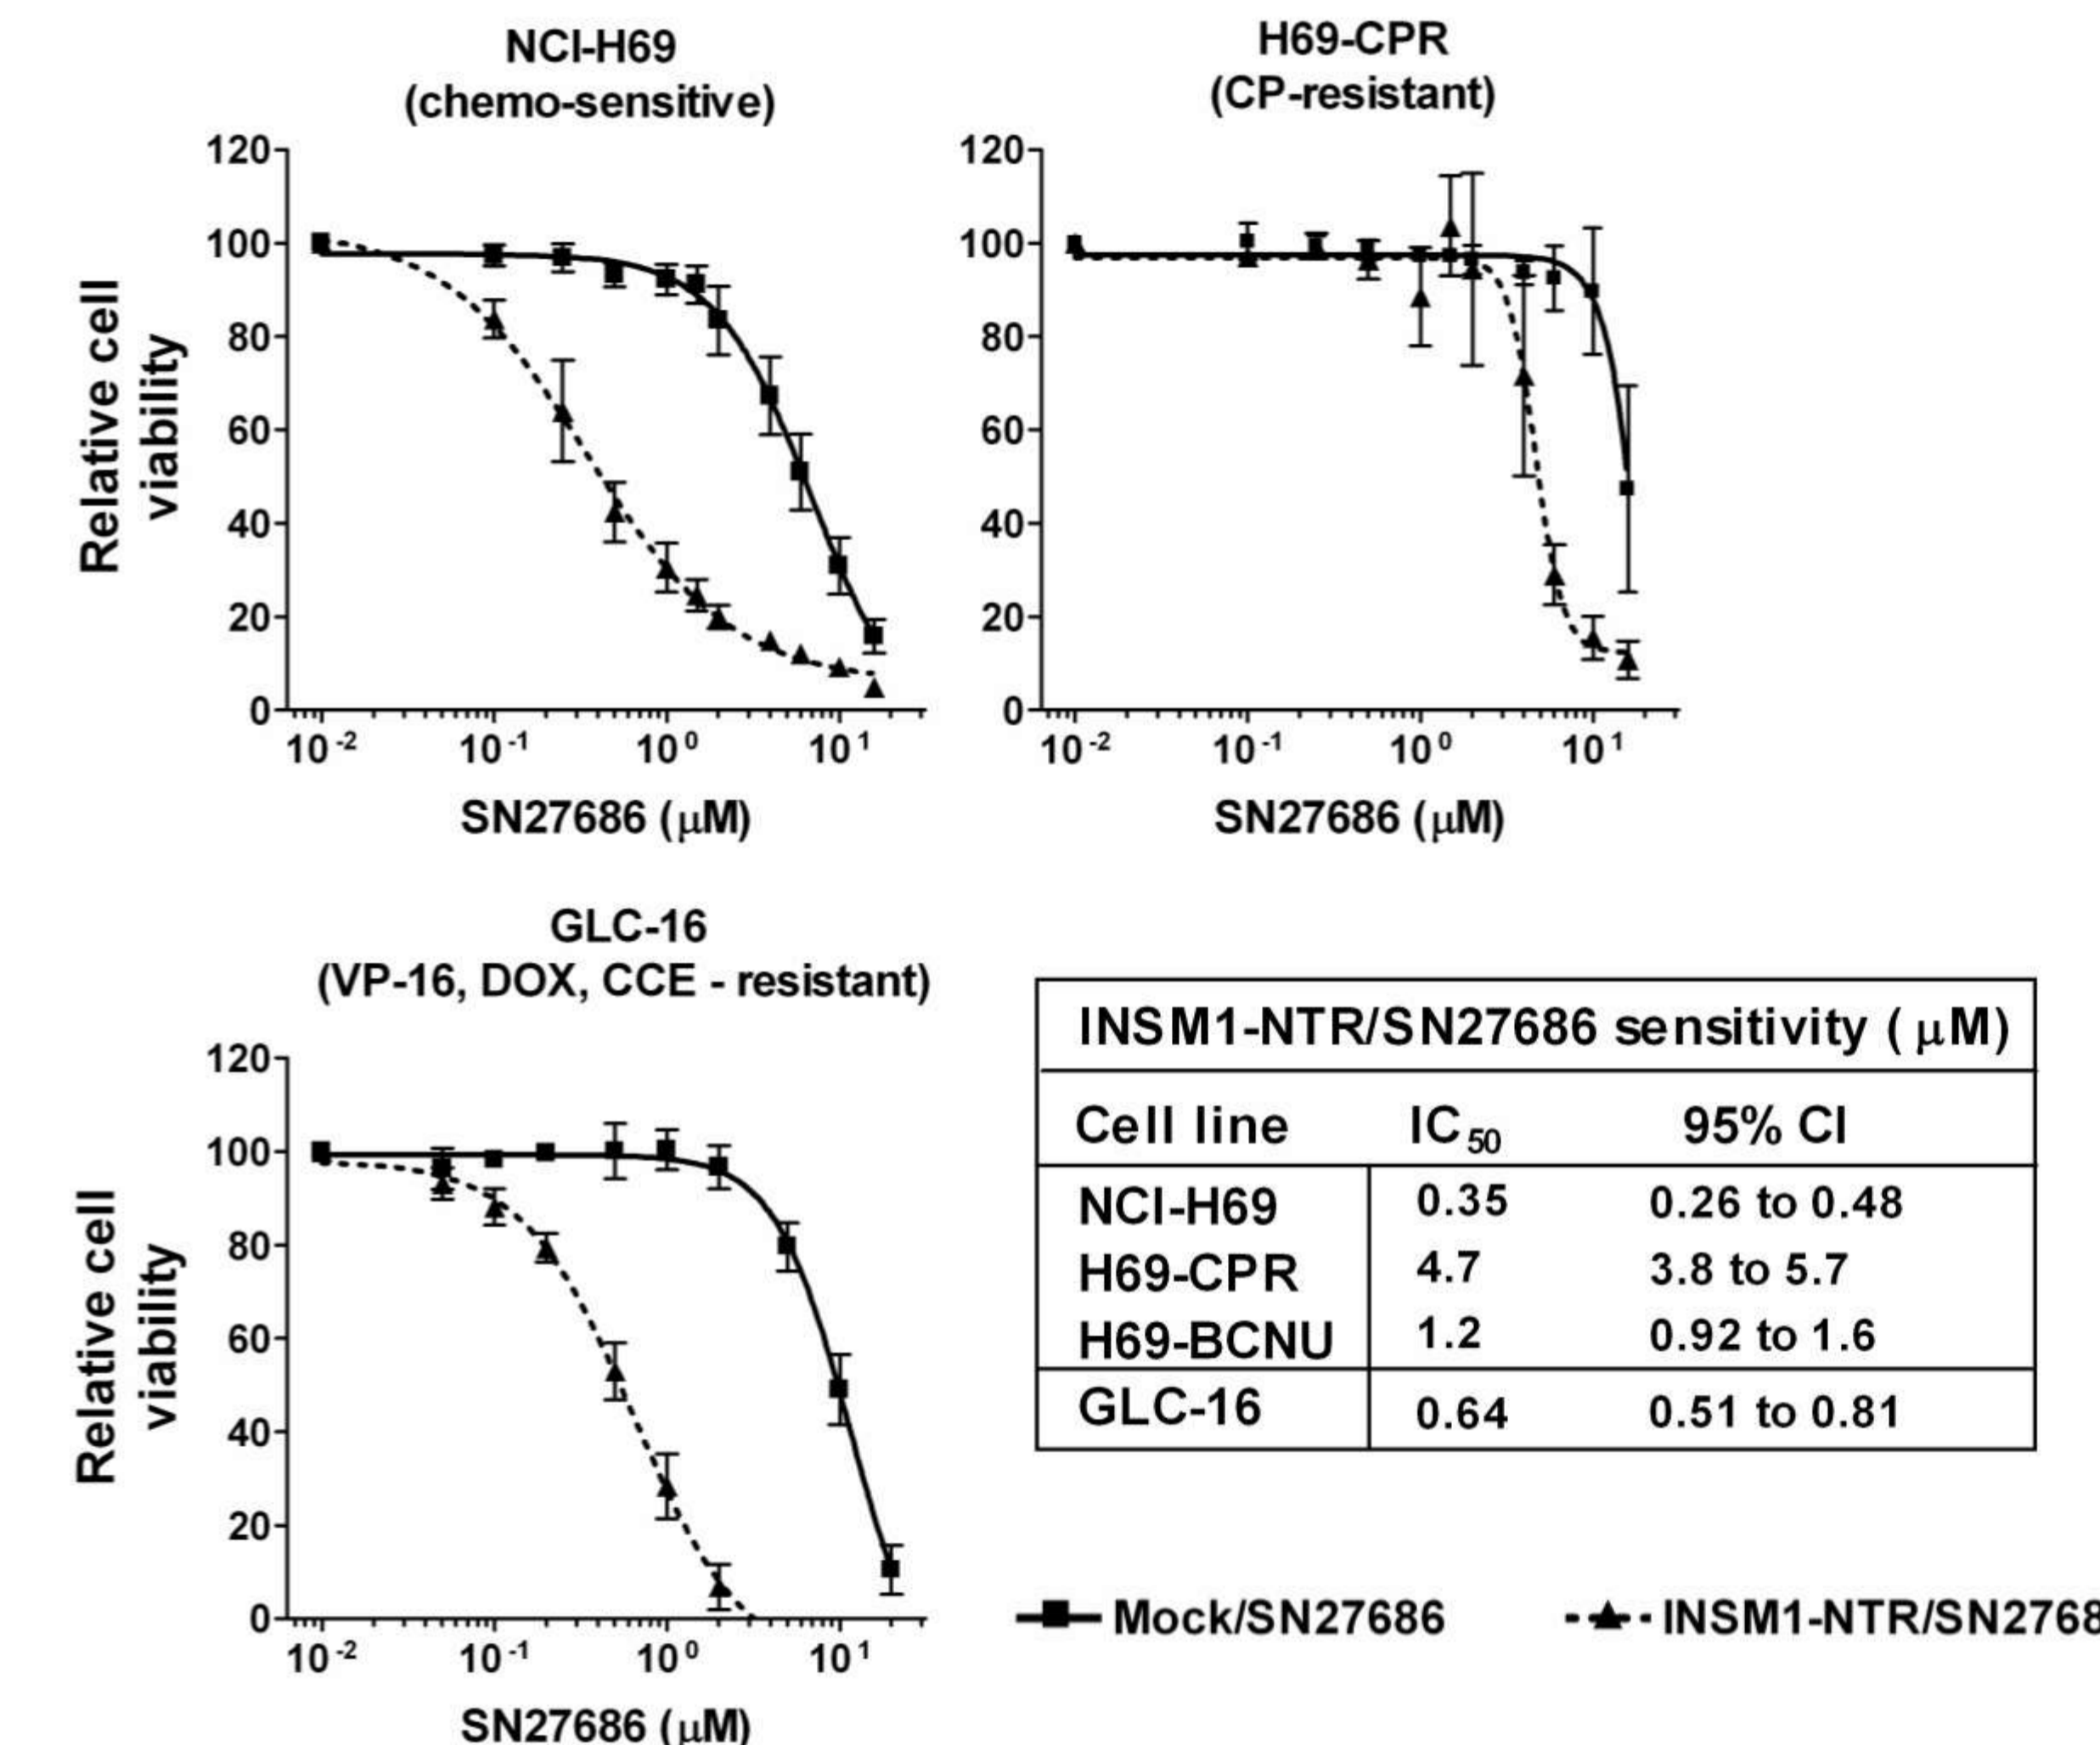 NCI-H69
(chemo-sensitive)
120
100
80
60
40
20
0
Relative cell
viability
10-2 10-1 100 101
SN27686 (μM)
H69-CPR
(CP-resistant)
120
100
80
60
40
20
0
10-2 10-1 100 101
SN27686 (μM)
GLC-16
(VP-16, DOX, CCE - resistant)
120
100
80
60
40
20
0
Relative cell
viability
10-2 10-1 100 101
SN27686 (μM)
INSM1-NTR/SN27686 sensitivity ( μM)
Cell line IC50 95% CI
NCI-H69 0.35 0.26 to 0.48
H69-CPR 4.7 3.8 to 5.7
H69-BCNU 1.2 0.92 to 1.6
GLC-16 0.64 0.51 to 0.81
Mock/SN27686 INSM1-NTR/SN2768